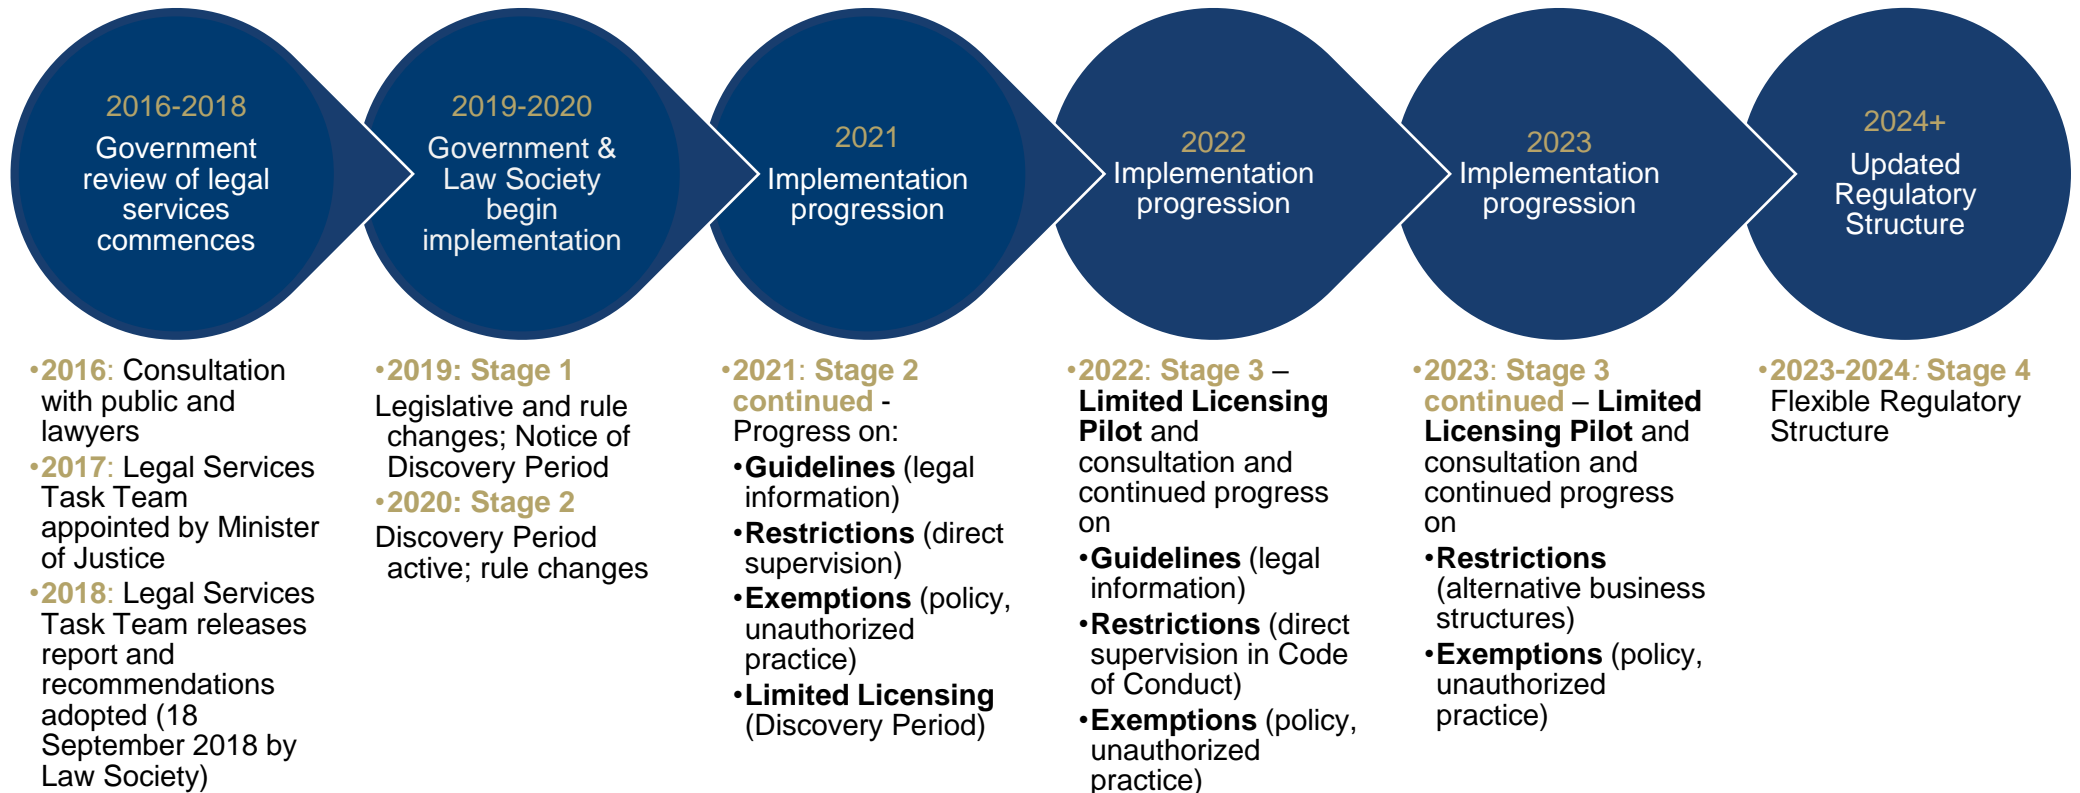 2016-2018
Government
review of legal
services
commences
2019-2020
Government &
Law Society
begin
implementation
2021
Implementation
progression
2022
Implementation
progression
2023
Implementation
progression
2024+
Updated
Regulatory
Structure
•2016: Consultation
with public and
lawyers
•2017: Legal Services
Task Team
appointed by Minister
of Justice
•2018: Legal Services
Task Team releases
report and
recommendations
adopted (18
September 2018 by
Law Society)
•2019: Stage 1
Legislative and rule
changes; Notice of
Discovery Period
•2020: Stage 2
Discovery Period
active; rule changes
•2021: Stage 2
continued -
Progress on:
•Guidelines (legal
information)
•Restrictions (direct
supervision)
•Exemptions (policy,
unauthorized
practice)
•Limited Licensing
(Discovery Period)
•2022: Stage 3 –
Limited Licensing
Pilot and
consultation and
continued progress
on
•Guidelines (legal
information)
•Restrictions (direct
supervision in Code
of Conduct)
•Exemptions (policy,
unauthorized
practice)
•2023: Stage 3
continued – Limited
Licensing Pilot and
consultation and
continued progress
on
•Restrictions
(alternative business
structures)
•Exemptions (policy,
unauthorized
practice)
•2023-2024: Stage 4
Flexible Regulatory
Structure